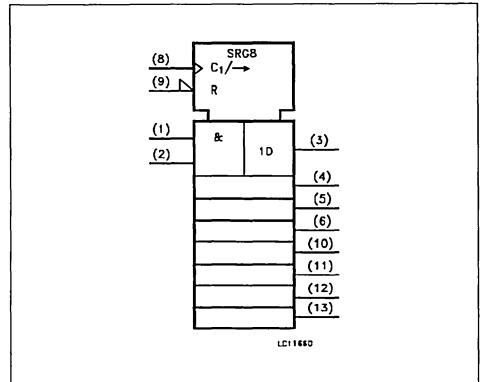 SRG8
(8) C1/→
(9) R
(1) & 1D (3)
(2)
(4)
(5)
(6)
(10)
(11)
(12)
(13)
LC11660